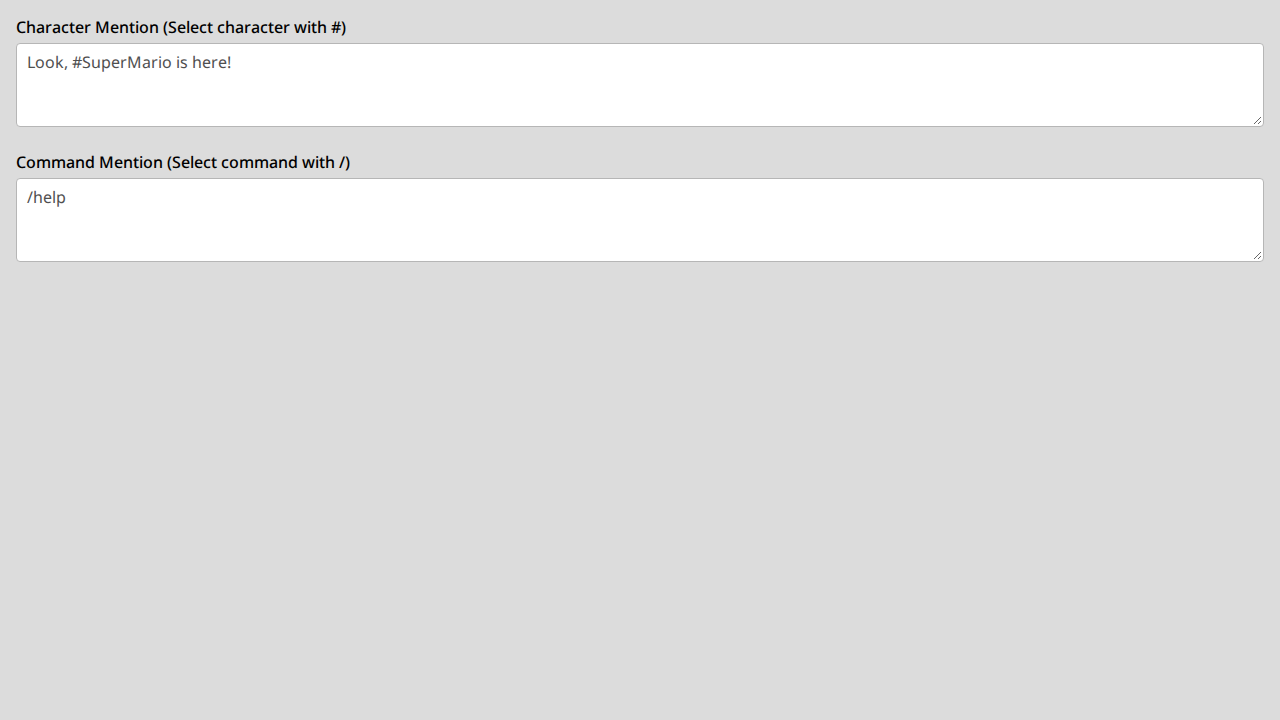 Character Mention (Select character with #)
Look, #SuperMario is here!
Command Mention (Select command with /)
/help